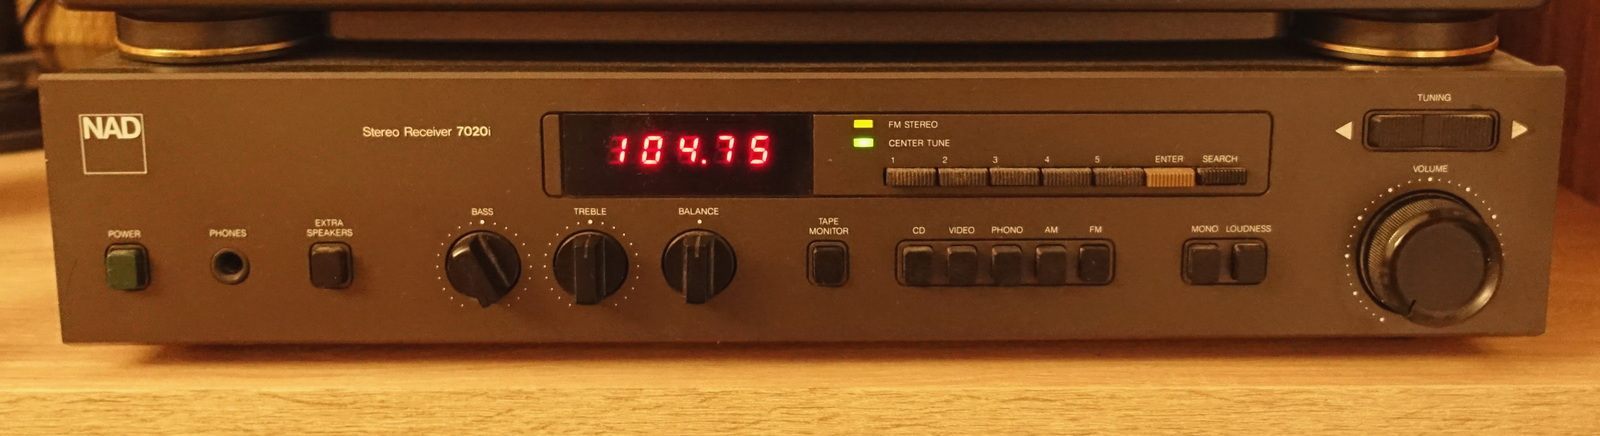 NAD
Stereo Receiver 7020i
104.75
FM STEREO
CENTER TUNE
1 2 3 4 5 ENTER SEARCH
TUNING
VOLUME
POWER
PHONES
EXTRA
SPEAKERS
BASS
TREBLE
BALANCE
TAPE
MONITOR
CD VIDEO PHONO AM FM
MONO LOUDNESS